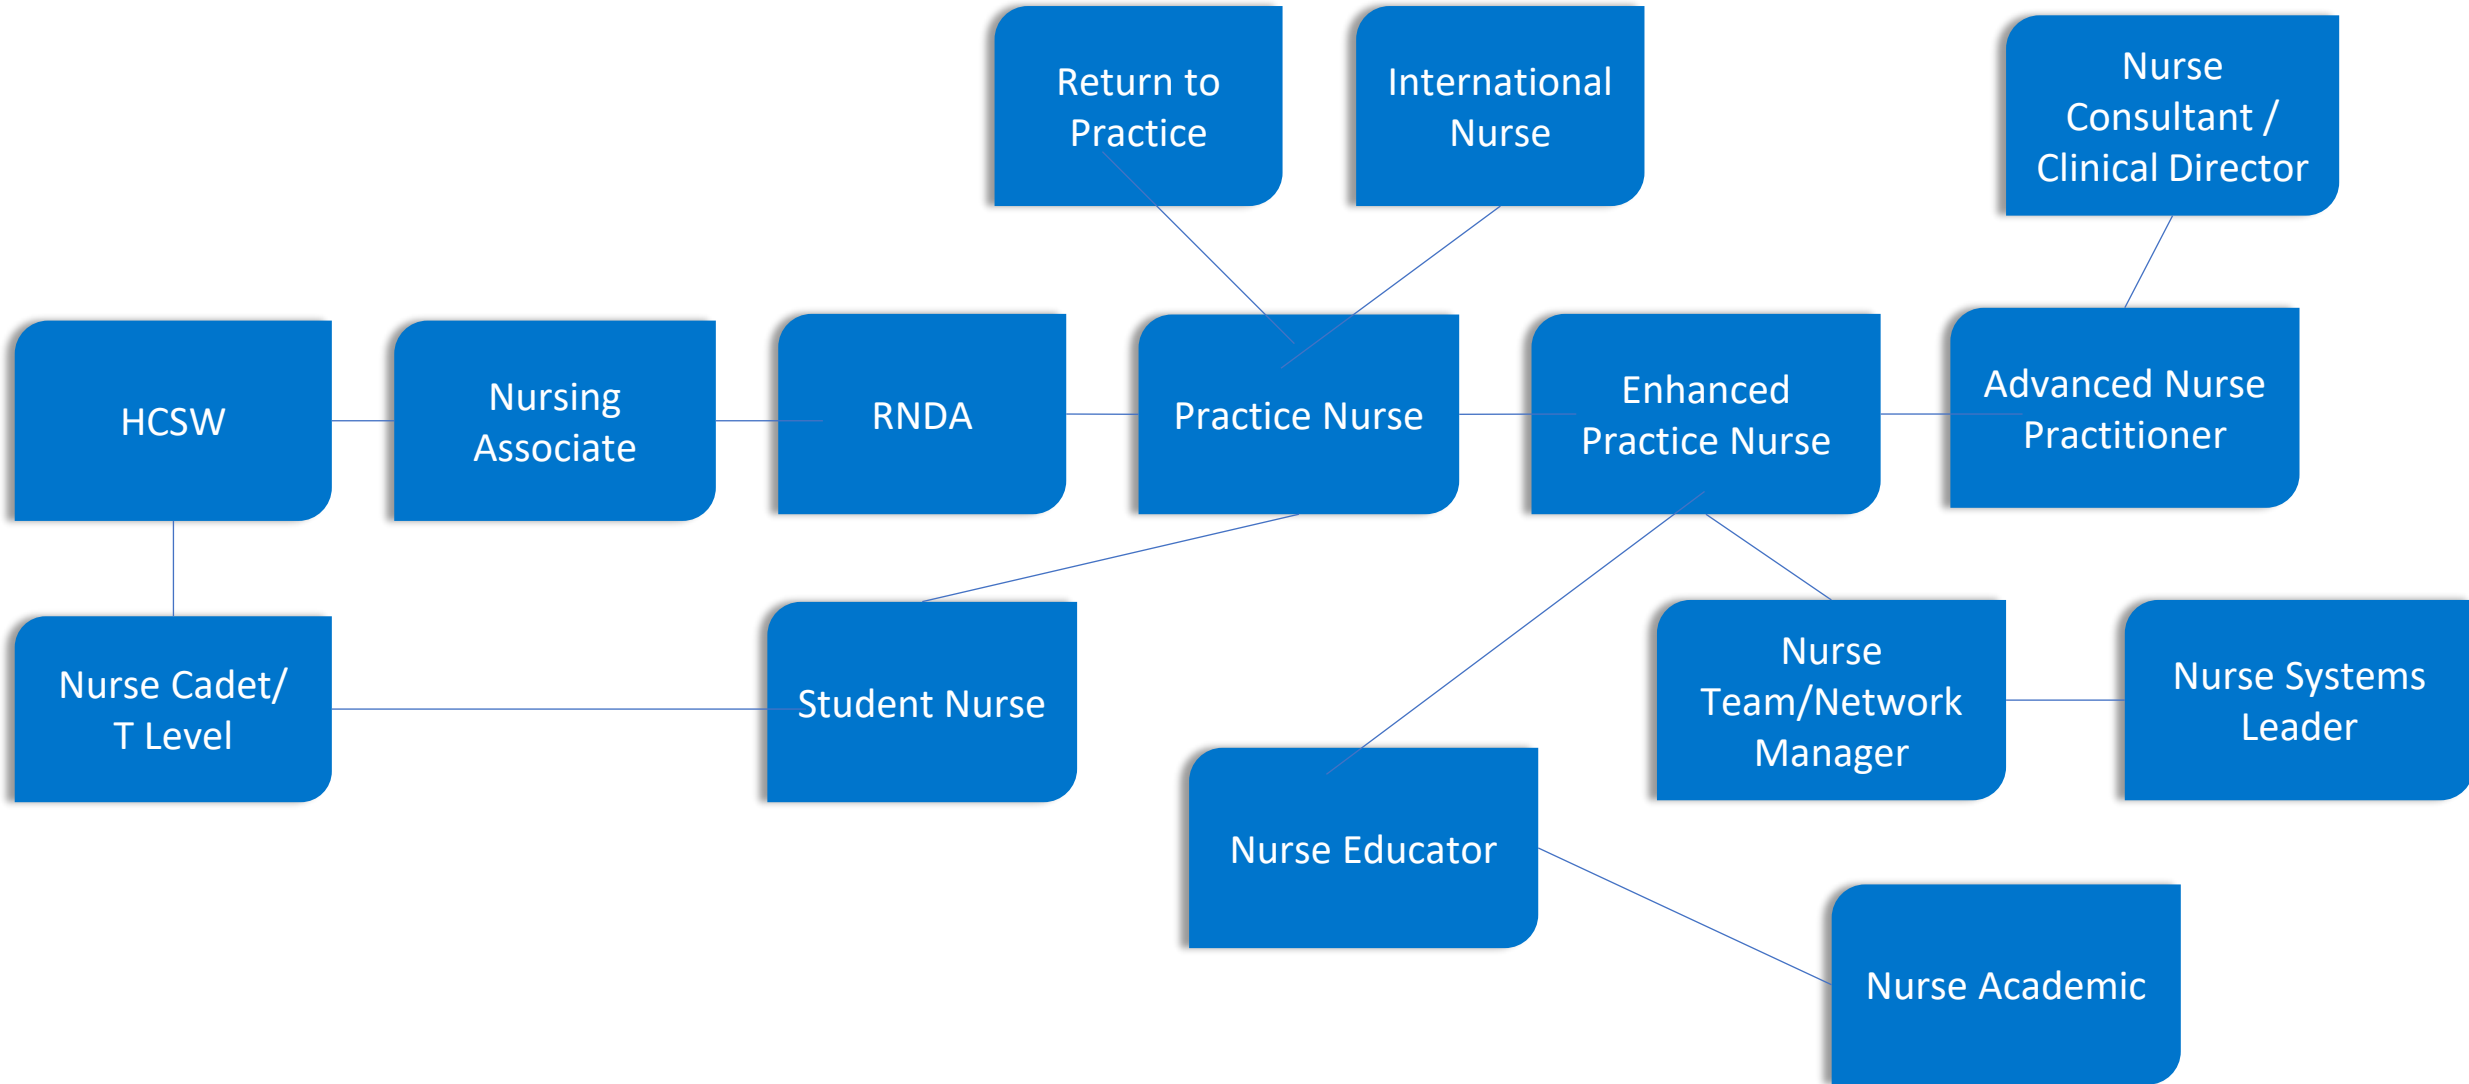 Return to
Practice
International
Nurse
Nurse
Consultant /
Clinical Director
HCSW
Nursing
Associate
RNDA
Practice Nurse
Enhanced
Practice Nurse
Advanced Nurse
Practitioner
Nurse Cadet/
T Level
Student Nurse
Nurse
Team/Network
Manager
Nurse Systems
Leader
Nurse Educator
Nurse Academic